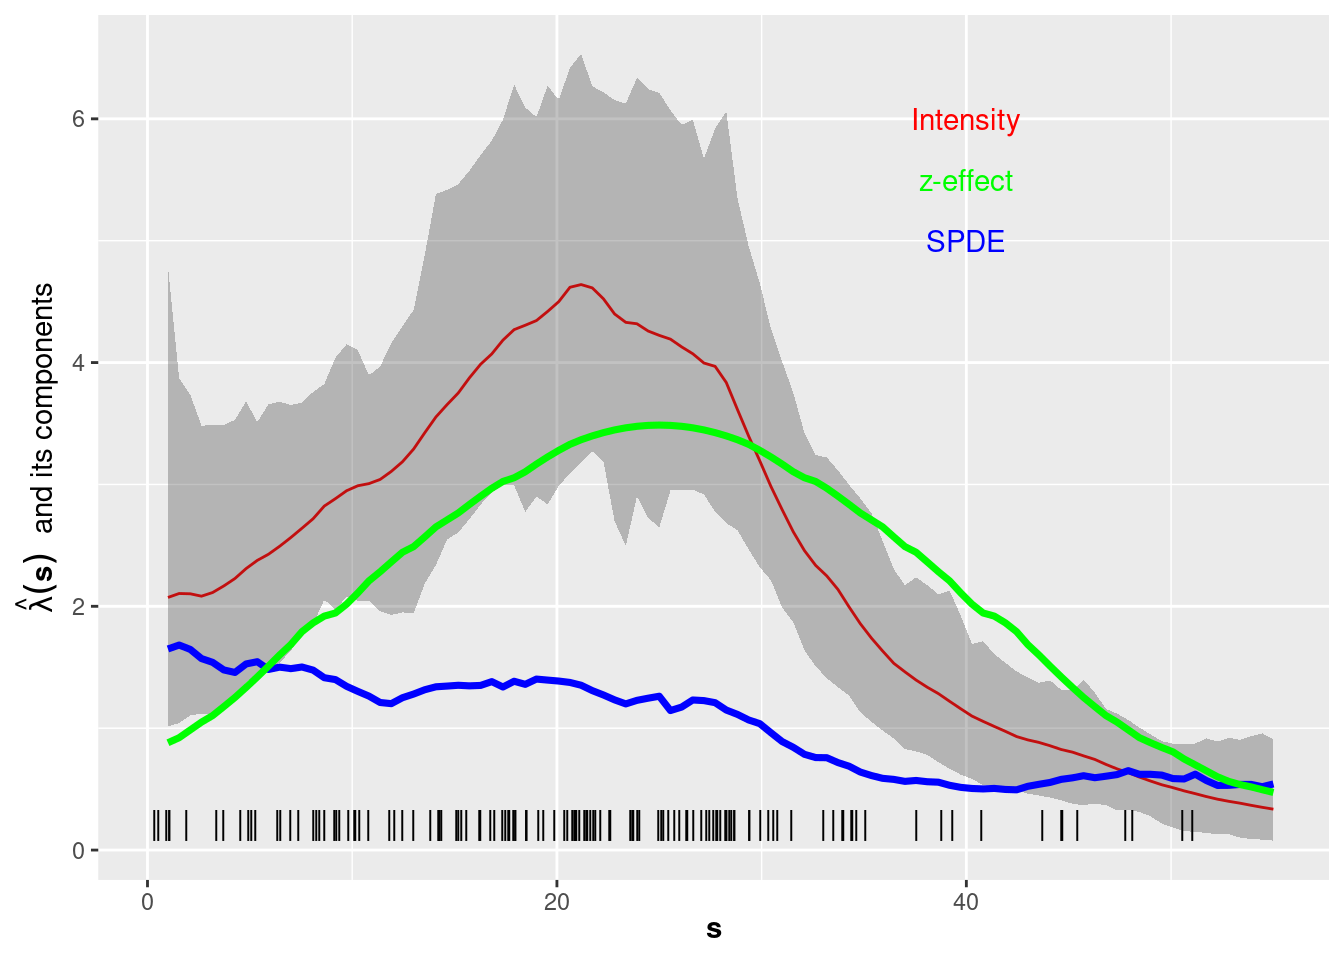 Intensity
z-effect
SPDE
λ̂(s) and its components
6
4
2
0
0 20 40
s